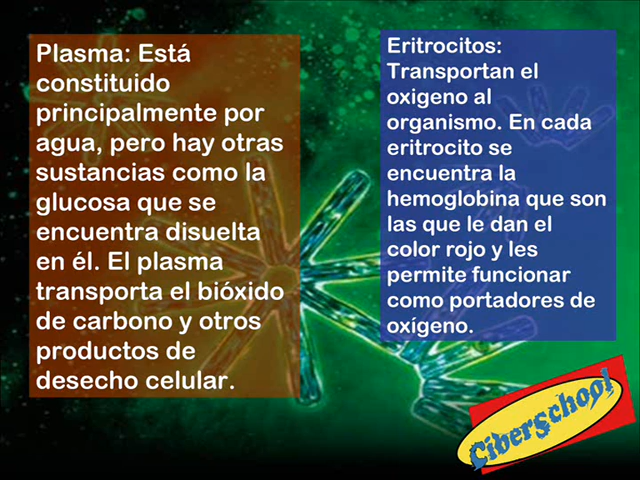 Plasma: Está
constituido
principalmente por
agua, pero hay otras
sustancias como la
glucosa que se
encuentra disuelta
en él. El plasma
transporta el bióxido
de carbono y otros
productos de
desecho celular.
Eritrocitos:
Transportan el
oxigeno al
organismo. En cada
eritrocito se
encuentra la
hemoglobina que son
las que le dan el
color rojo y les
permite funcionar
como portadores de
oxígeno.
Ciberschool